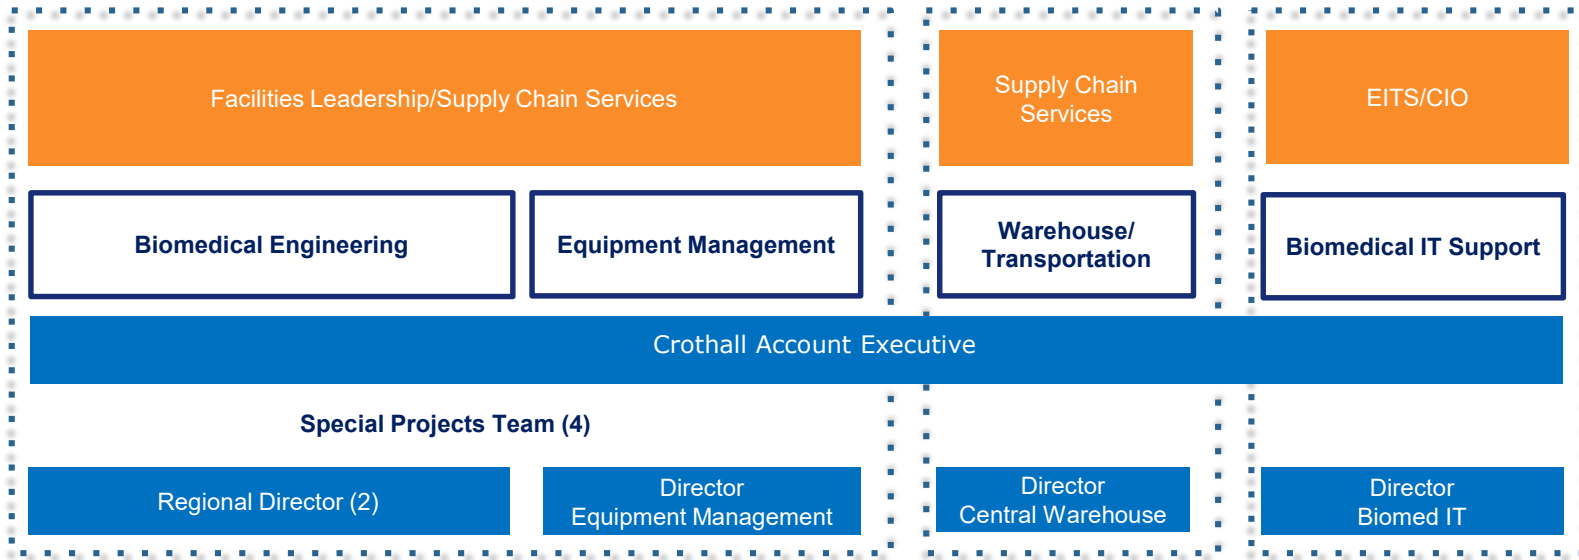 Facilities Leadership/Supply Chain Services
Supply Chain
Services
EITS/CIO
Biomedical Engineering
Equipment Management
Warehouse/
Transportation
Biomedical IT Support
Crothall Account Executive
Special Projects Team (4)
Regional Director (2)
Director
Equipment Management
Director
Central Warehouse
Director
Biomed IT